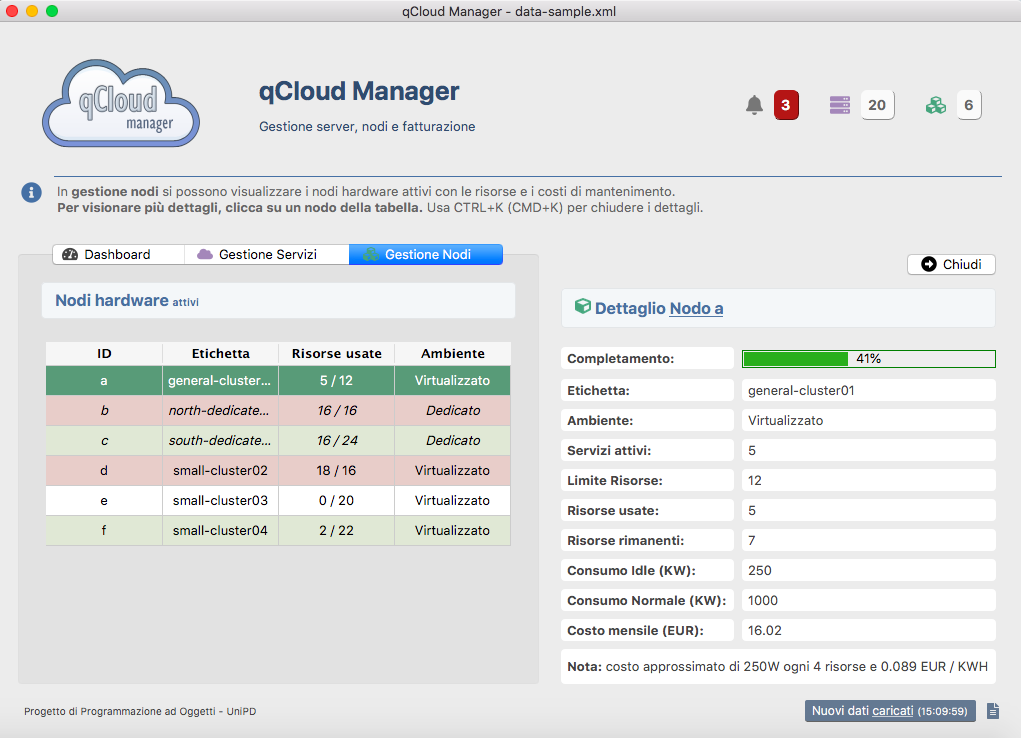 qCloud Manager - data-sample.xml
qCloud
manager
qCloud Manager
Gestione server, nodi e fatturazione
3
20
6
In gestione nodi si possono visualizzare i nodi hardware attivi con le risorse e i costi di mantenimento.
Per visionare più dettagli, clicca su un nodo della tabella. Usa CTRL+K (CMD+K) per chiudere i dettagli.
Dashboard Gestione Servizi Gestione Nodi
Chiudi
Nodi hardware attivi
ID Etichetta Risorse usate Ambiente
a general-cluster... 5 / 12 Virtualizzato
b north-dedicate... 16 / 16 Dedicato
c south-dedicate... 16 / 24 Dedicato
d small-cluster02 18 / 16 Virtualizzato
e small-cluster03 0 / 20 Virtualizzato
f small-cluster04 2 / 22 Virtualizzato
Dettaglio Nodo a
Completamento: 41%
Etichetta: general-cluster01
Ambiente: Virtualizzato
Servizi attivi: 5
Limite Risorse: 12
Risorse usate: 5
Risorse rimanenti: 7
Consumo Idle (KW): 250
Consumo Normale (KW): 1000
Costo mensile (EUR): 16.02
Nota: costo approssimato di 250W ogni 4 risorse e 0.089 EUR / KWH
Progetto di Programmazione ad Oggetti - UniPD
Nuovi dati caricati (15:09:59)